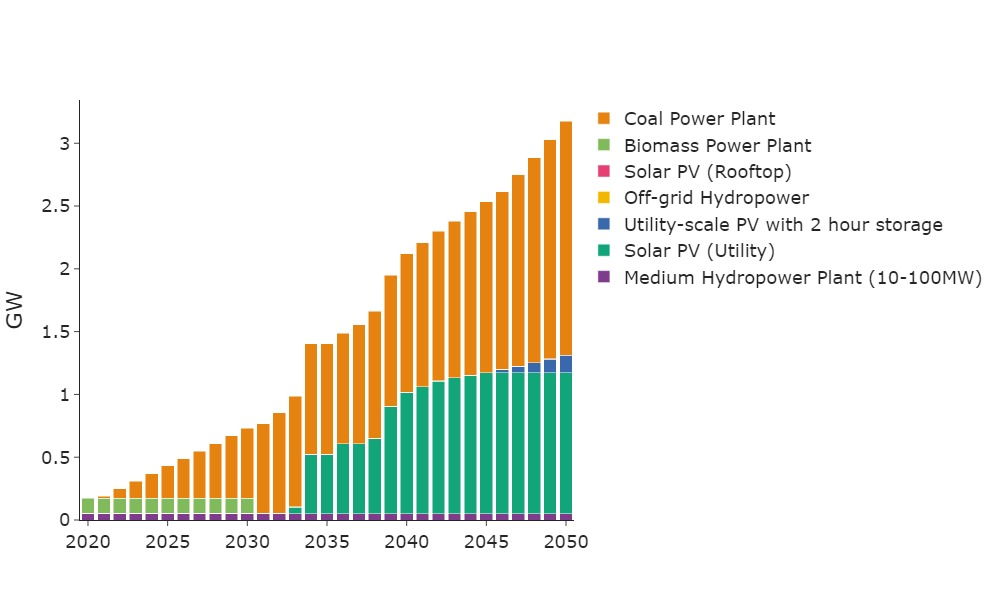 GW
3
2.5
2
1.5
1
0.5
0
2020 2025 2030 2035 2040 2045 2050
Coal Power Plant
Biomass Power Plant
Solar PV (Rooftop)
Off-grid Hydropower
Utility-scale PV with 2 hour storage
Solar PV (Utility)
Medium Hydropower Plant (10-100MW)